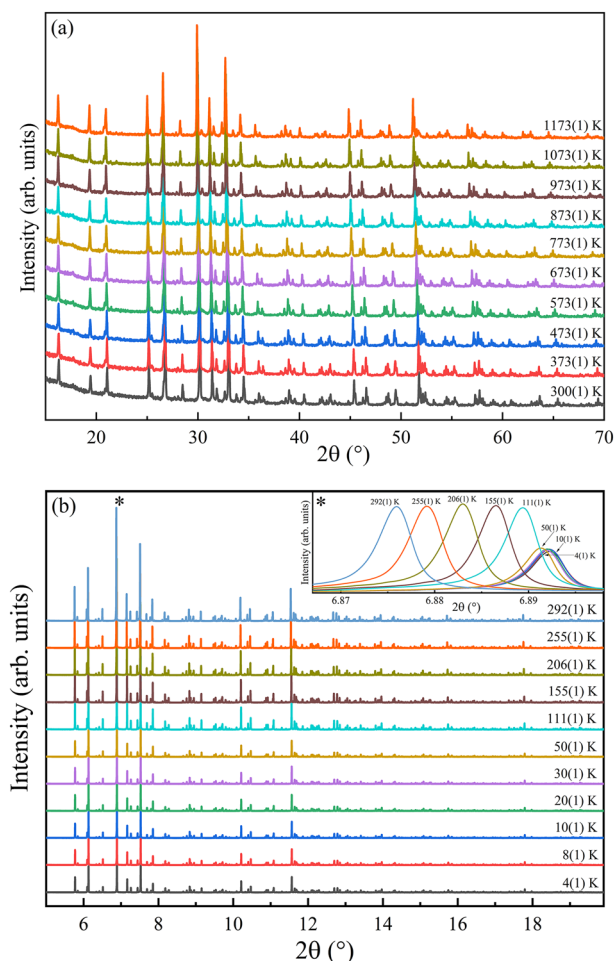 (a)
Intensity (arb. units)
1173(1) K
1073(1) K
973(1) K
873(1) K
773(1) K
673(1) K
573(1) K
473(1) K
373(1) K
300(1) K
20 30 40 50 60 70
2θ (°)
(b)
*
*
Intensity (arb. units)
292(1) K 255(1) K 206(1) K 155(1) K 111(1) K
50(1) K
10(1) K
4(1) K
6.87 6.88 6.89
2θ (°)
Intensity (arb. units)
292(1) K
255(1) K
206(1) K
155(1) K
111(1) K
50(1) K
30(1) K
20(1) K
10(1) K
8(1) K
4(1) K
6 8 10 12 14 16 18
2θ (°)